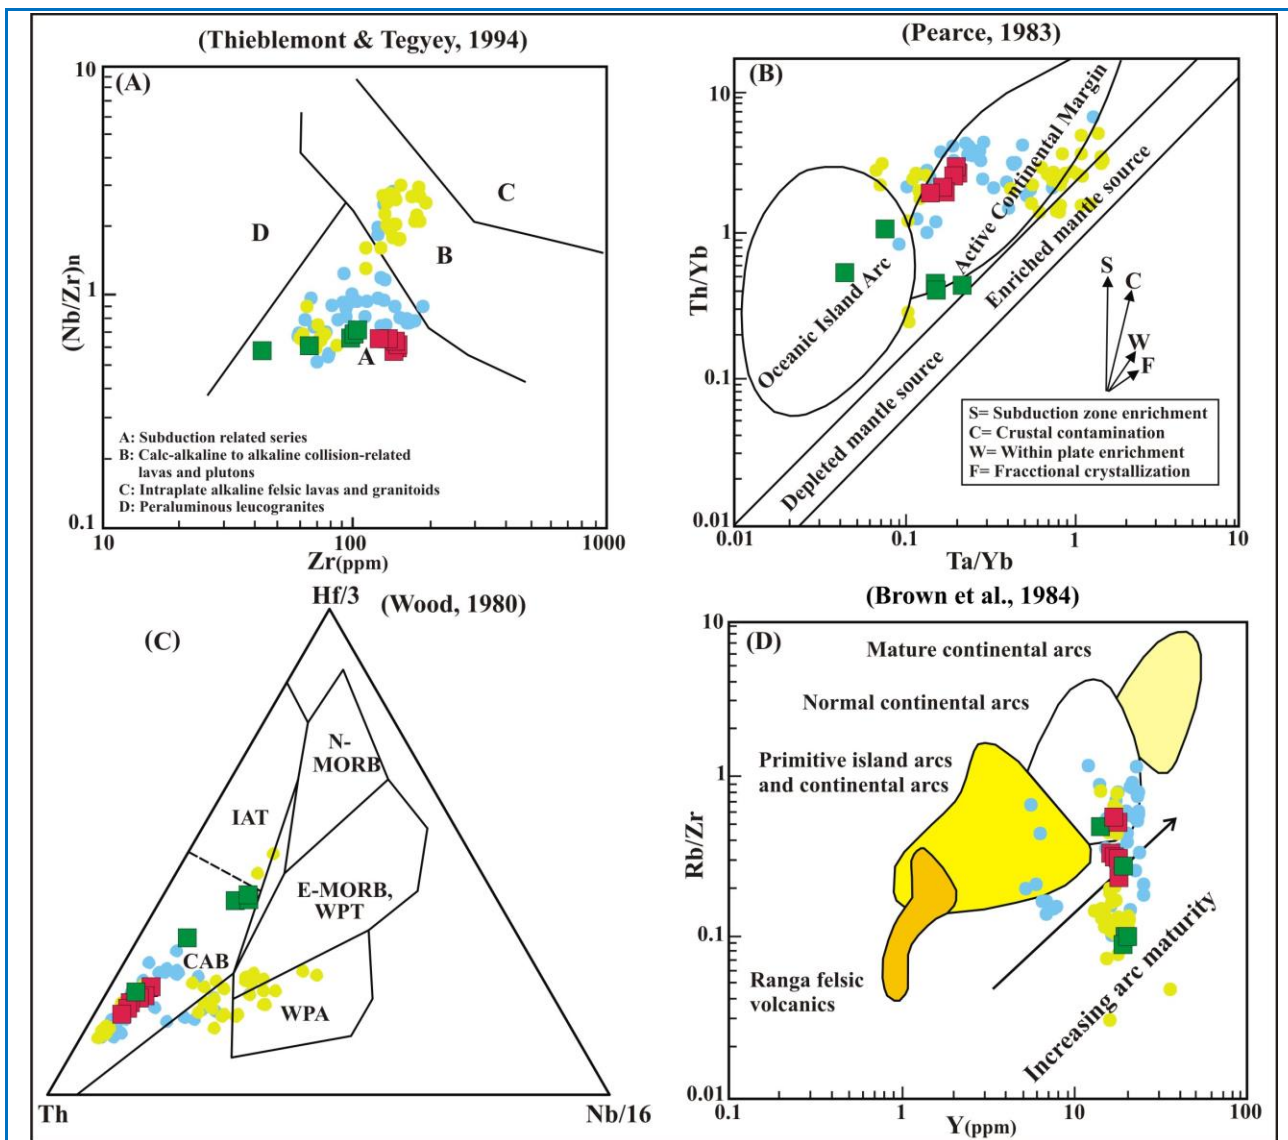 (Thieblemont & Tegyey, 1994)
(A)
10
1
0.1
(Nb/Zr)n
D
C
B
A
A: Subduction related series
B: Calc-alkaline to alkaline collision-related
lavas and plutons
C: Intraplate alkaline felsic lavas and granitoids
D: Peraluminous leucogranites
10
100
1000
Zr(ppm)
(Pearce, 1983)
(B)
10
1
0.1
0.01
Th/Yb
Oceanic Island Arc
Active Continental Margin
Enriched mantle source
Depleted mantle source
S
C
W
F
S= Subduction zone enrichment
C= Crustal contamination
W= Within plate enrichment
F= Fracctional crystallization
0.01
0.1
1
10
Ta/Yb
(Wood, 1980)
(C)
Hf/3
N-
MORB
IAT
E-MORB,
WPT
CAB
WPA
Th
Nb/16
(Brown et al., 1984)
(D)
10
1
0.1
0.01
Rb/Zr
Mature continental arcs
Normal continental arcs
Primitive island arcs
and continental arcs
Ranga felsic
volcanics
Increasing arc maturity
0.1
1
10
100
Y(ppm)